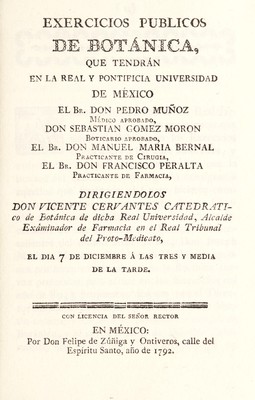 EXERCICIOS PUBLICOS
DE BOTÁNICA,
QUE TENDRÁN
EN LA REAL Y PONTIFICIA UNIVERSIDAD
DE MÉXICO
EL BR. DON PEDRO MUÑOZ
MÉDICO APROBADO,
DON SEBASTIAN GOMEZ MORON
BOTICARIO APROBADO,
EL BR. DON MANUEL MARIA BERNAL
PRACTICANTE DE CIRUGIA,
EL BR. DON FRANCISCO PERALTA
PRACTICANTE DE FARMACIA,
DIRIGIENDOLOS
DON VICENTE CERVANTES CATEDRATI-
co de Botánica de dicha Real Universidad, Alcaide
Exâminador de Farmacia en el Real Tribunal
del Proto-Medicato,
EL DIA 7 DE DICIEMBRE Á LAS TRES Y MEDIA
DE LA TARDE.
CON LICENCIA DEL SEÑOR RECTOR
EN MÉXICO:
Por Don Felipe de Zúñiga y Ontiveros, calle del
Espíritu Santo, año de 1792.